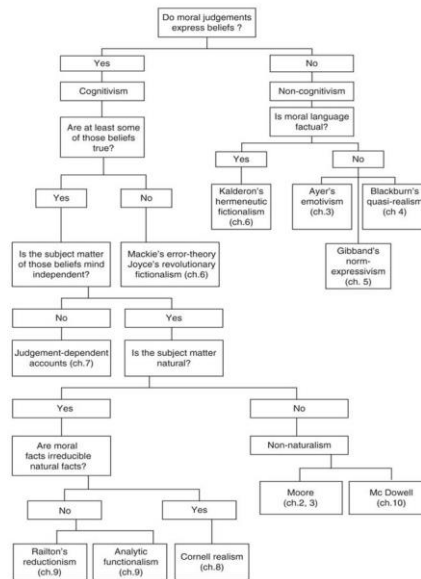 Do moral judgements
express beliefs ?
Yes
No
Cognitivism
Non-cognitivism
Are at least some
of those beliefs
true?
Is moral language
factual?
Yes
No
Yes
No
Kalderon's
hermeneutic
fictionalism
(ch.6)
Ayer's
emotivism
(ch.3)
Blackburn's
quasi-realism
(ch 4)
Gibband's
norm-
expressivism
(ch. 5)
Is the subject matter
of those beliefs mind
independent?
Mackie's error-theory
Joyce's revolutionary
fictionalism (ch.6)
No
Yes
Judgement-dependent
accounts (ch.7)
Is the subject matter
natural?
Yes
No
Are moral
facts irreducible
natural facts?
Non-naturalism
No
Yes
Moore
(ch.2, 3)
Mc Dowell
(ch.10)
Railton's
reductionism
(ch.9)
Analytic
functionalism
(ch.9)
Cornell realism
(ch.8)